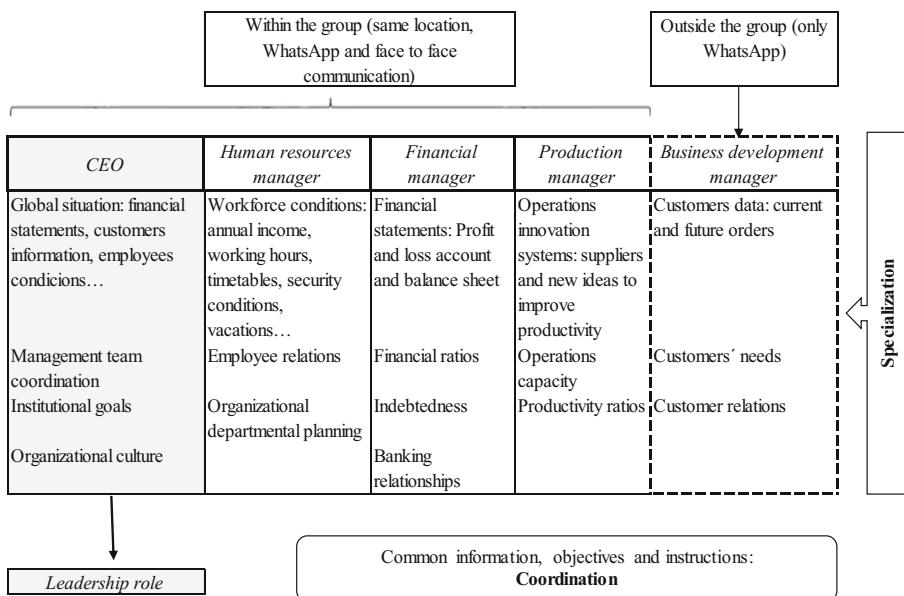 Within the group (same location,
WhatsApp and face to face
communication)
Outside the group (only
WhatsApp)
CEO
Human resources
manager
Financial
manager
Production
manager
Business development
manager
Global situation: financial
statements, customers
information, employees
condicions…
Workforce conditions:
annual income,
working hours,
timetables, security
conditions,
vacations…
Financial
statements: Profit
and loss account
and balance sheet
Operations
innovation
systems: suppliers
and new ideas to
improve
productivity
Customers data: current
and future orders
Management team
coordination
Employee relations
Financial ratios
Operations
capacity
Customers´ needs
Institutional goals
Organizational
departmental planning
Indebtedness
Productivity ratios
Customer relations
Organizational culture
Banking
relationships
Specialization
Leadership role
Common information, objectives and instructions:
Coordination